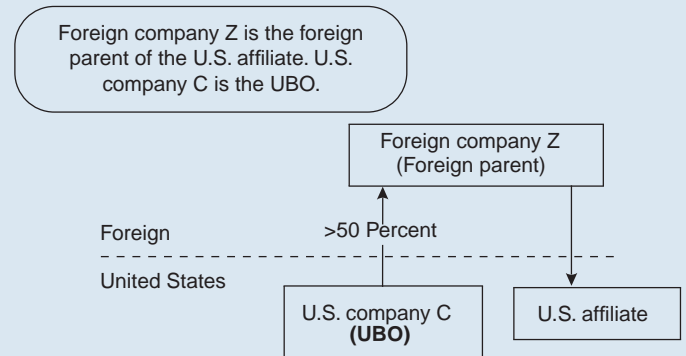 Foreign company Z is the foreign
parent of the U.S. affiliate. U.S.
company C is the UBO.
Foreign company Z
(Foreign parent)
Foreign
>50 Percent
United States
U.S. company C
(UBO)
U.S. affiliate